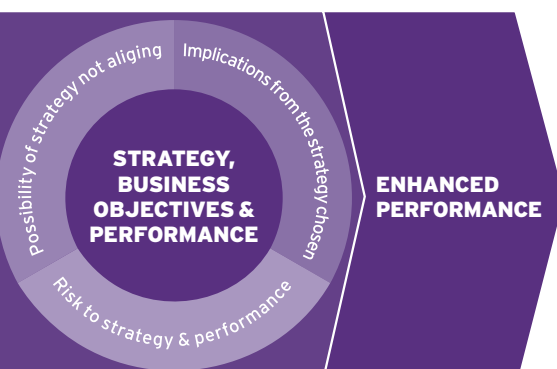 Possibility of strategy not aliging
Implications from the strategy chosen
STRATEGY,
BUSINESS
OBJECTIVES &
PERFORMANCE
Risk to strategy & performance
ENHANCED
PERFORMANCE